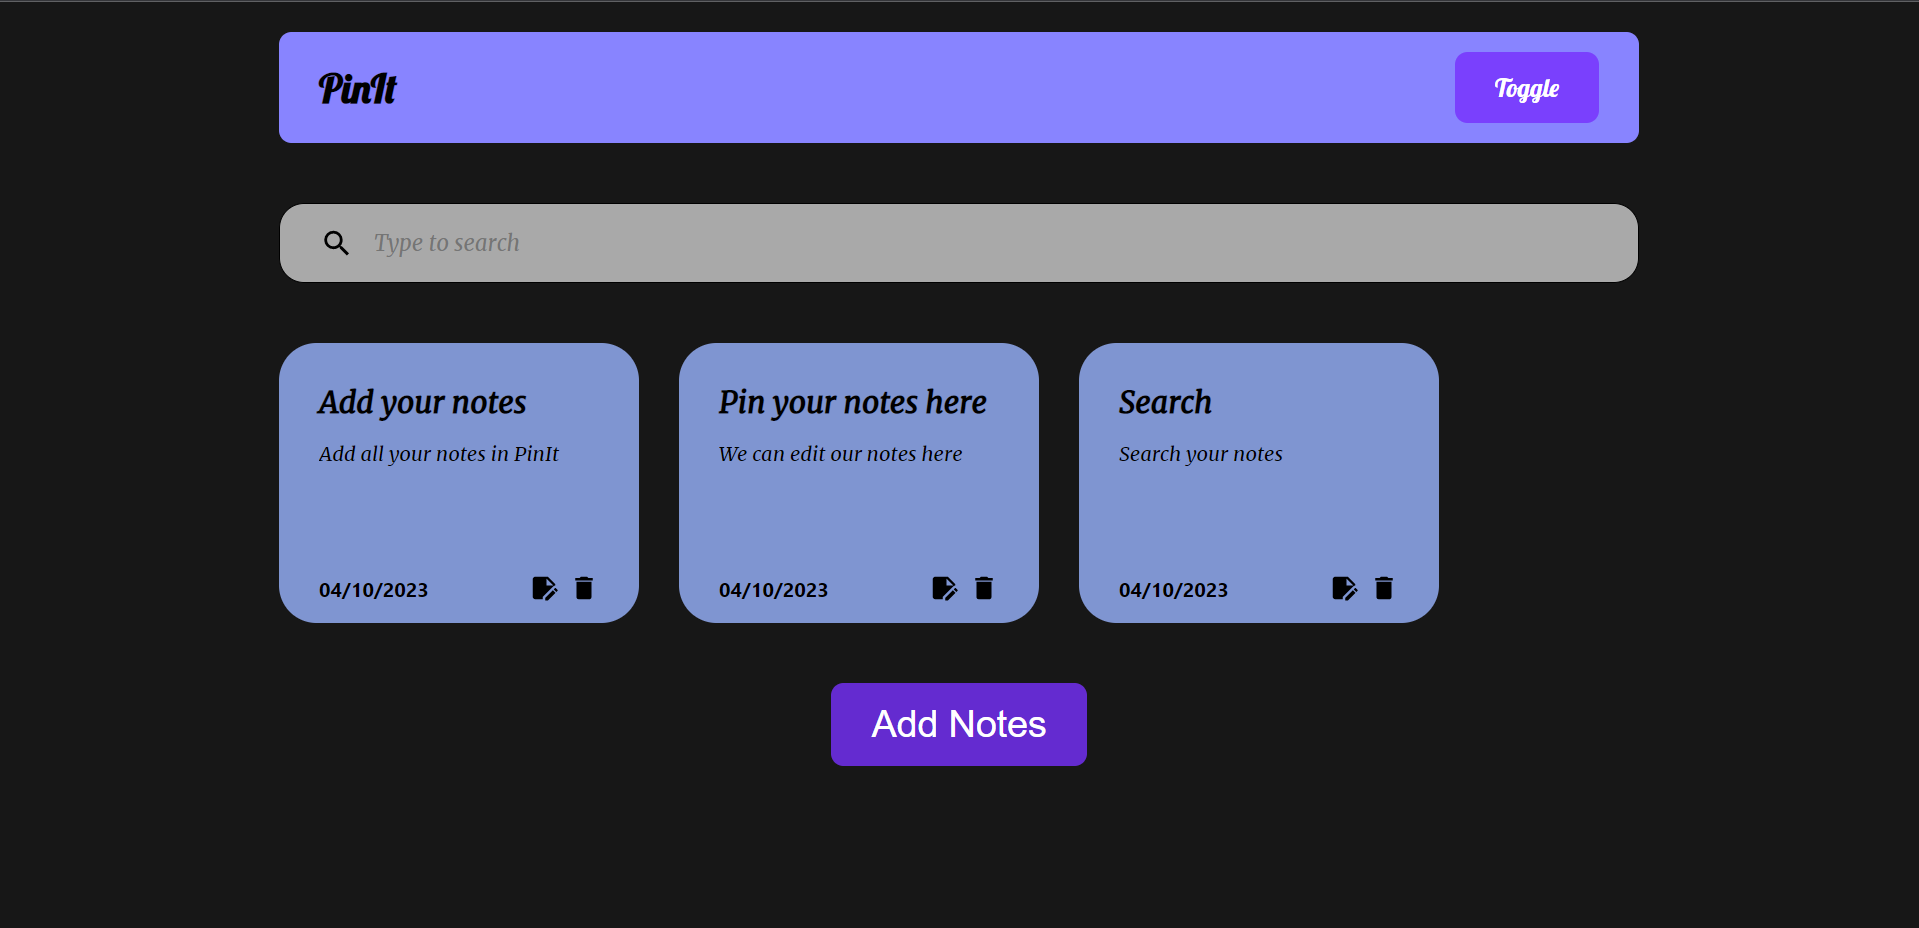 PinIt
Toggle
Type to search
Add your notes
Add all your notes in PinIt
04/10/2023
Pin your notes here
We can edit our notes here
04/10/2023
Search
Search your notes
04/10/2023
Add Notes